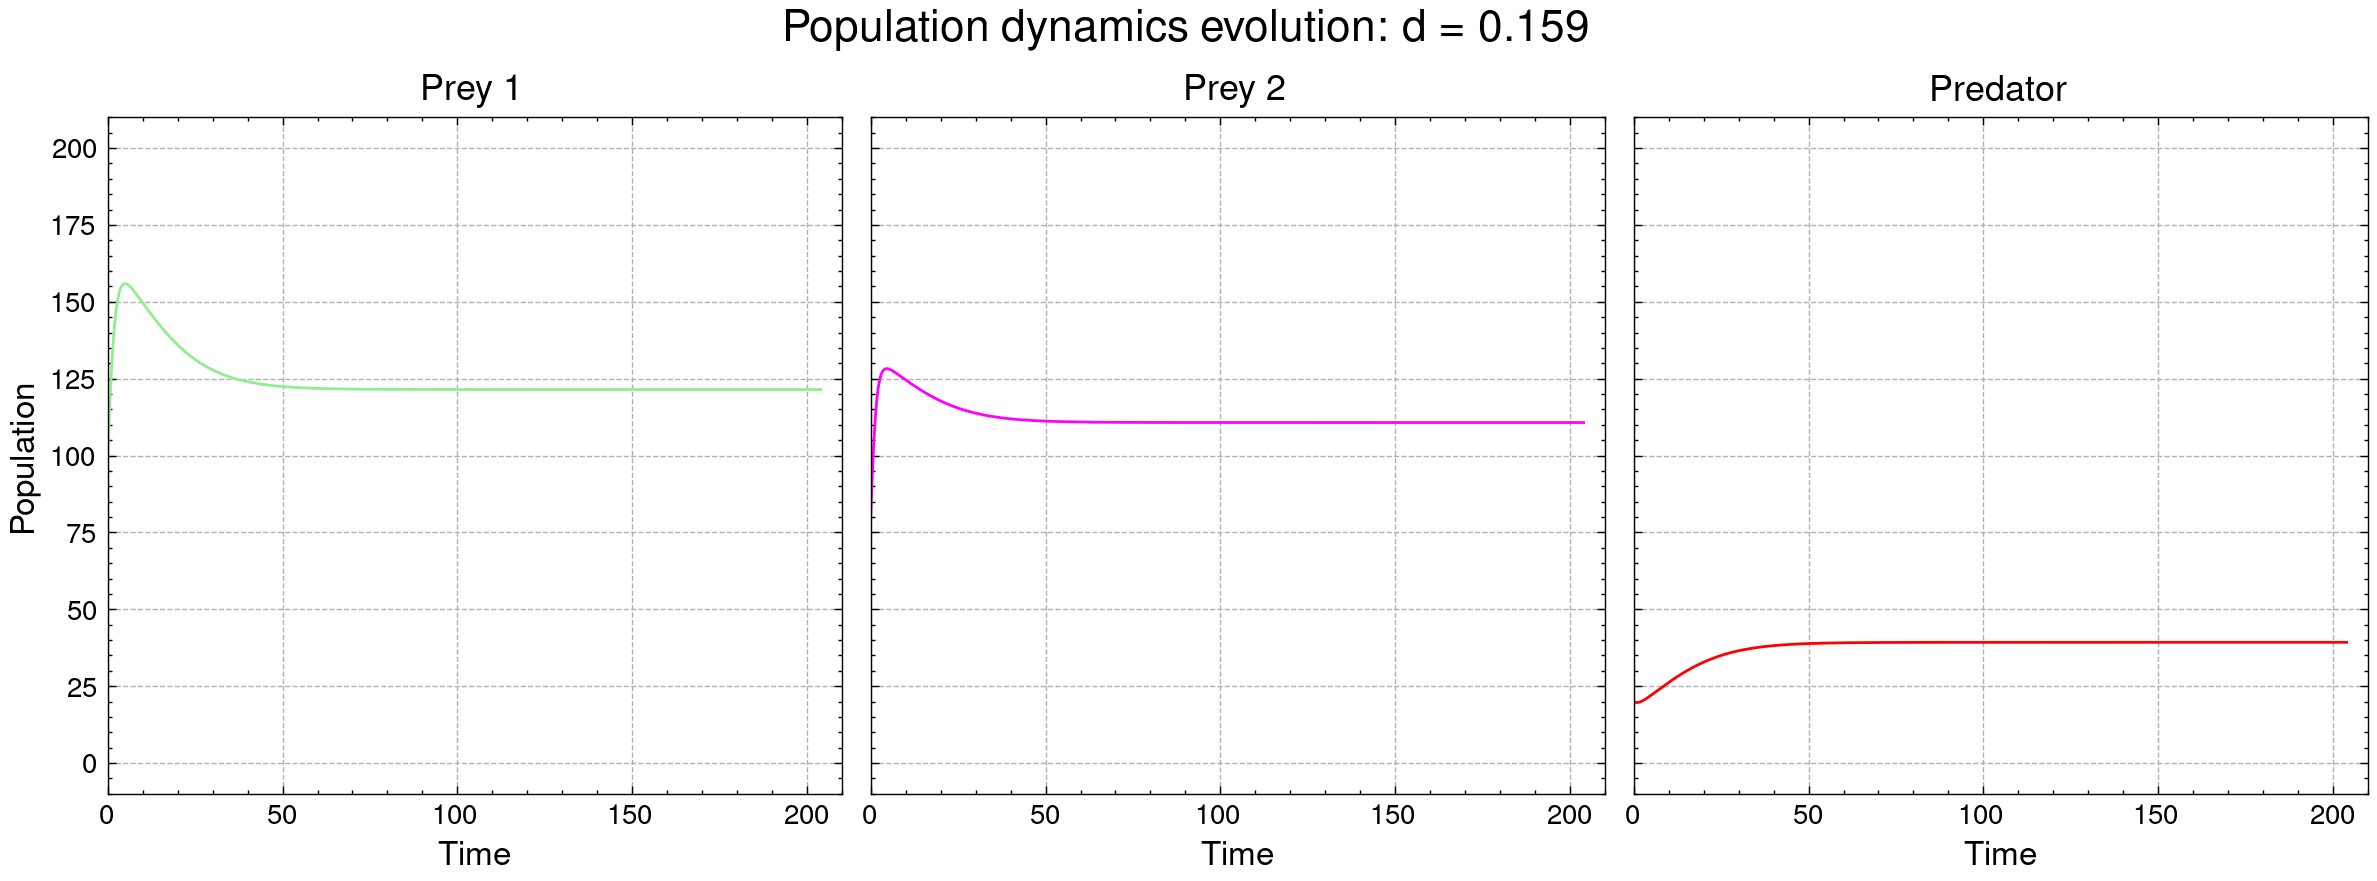 Population dynamics evolution: d = 0.159
Prey 1
Prey 2
Predator
Population
200
175
150
125
100
75
50
25
0
0 50 100 150 200
0 50 100 150 200
0 50 100 150 200
Time
Time
Time